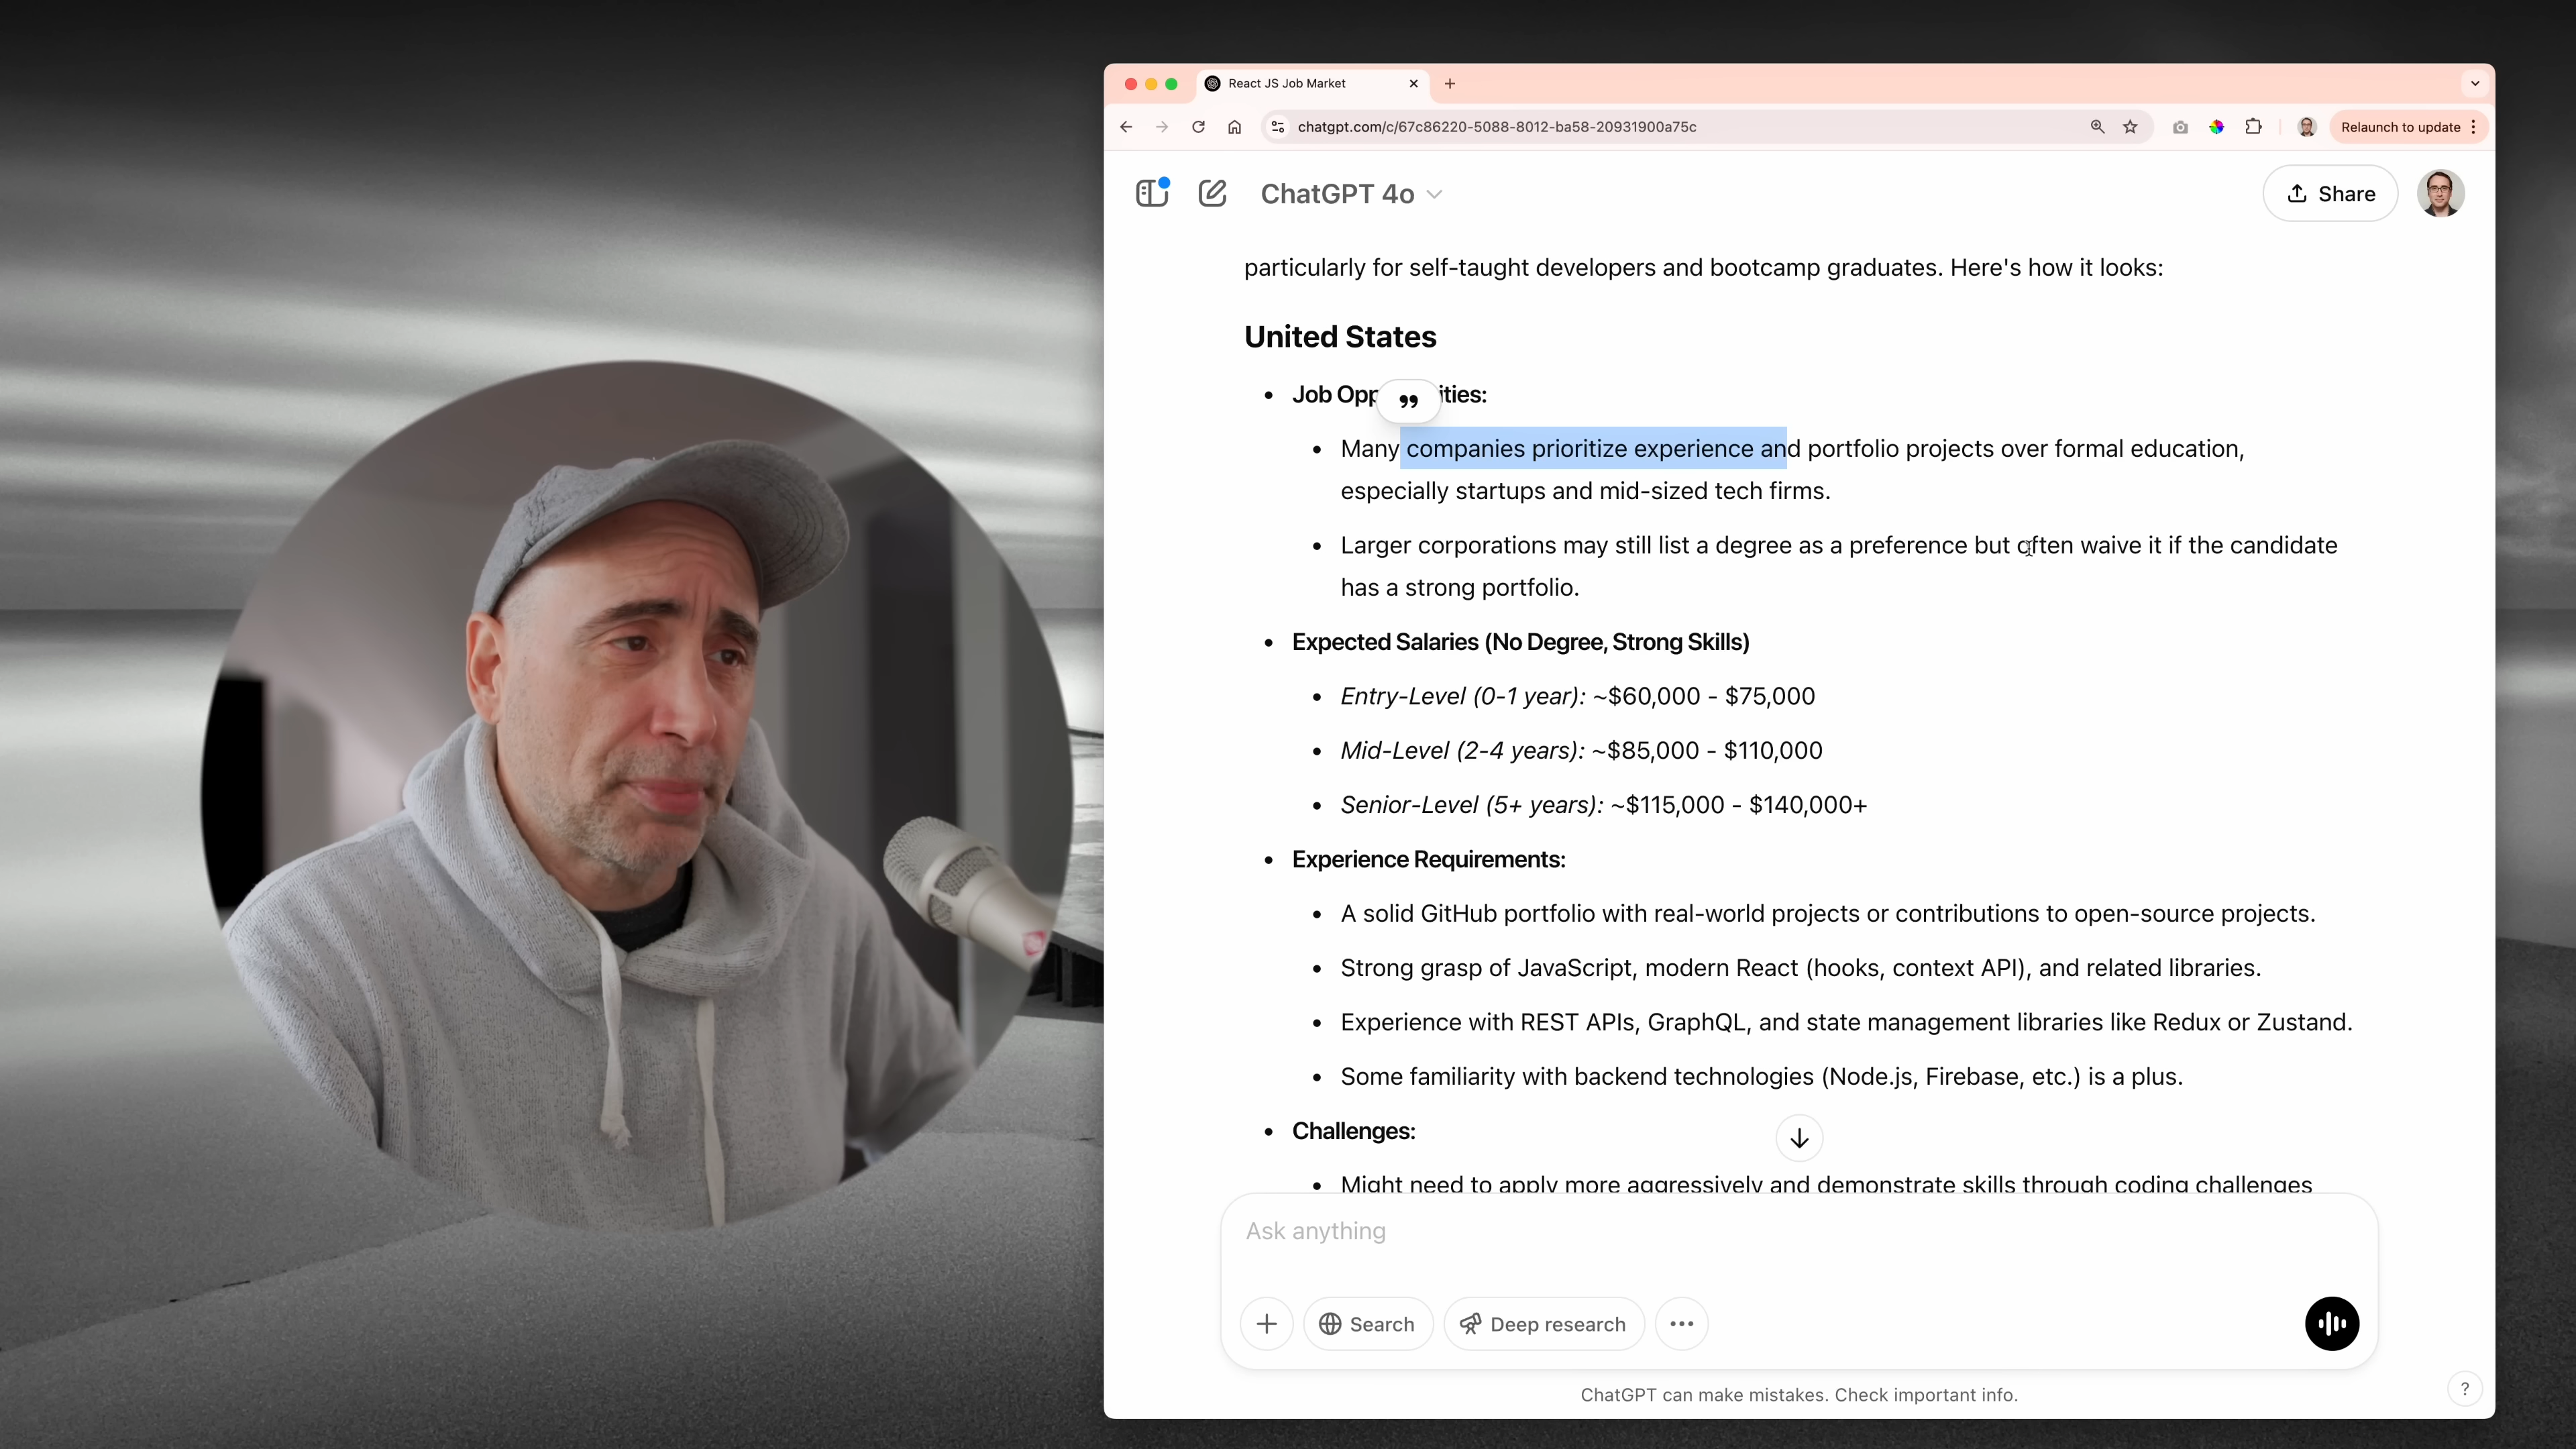 React JS Job Market
chatgpt.com/c/67c86220-5088-8012-ba58-20931900a75c
Relaunch to update
ChatGPT 4o
Share
particularly for self-taught developers and bootcamp graduates. Here's how it looks:
United States
Job Opp ities:
Many companies prioritize experience and portfolio projects over formal education,
especially startups and mid-sized tech firms.
Larger corporations may still list a degree as a preference but often waive it if the candidate
has a strong portfolio.
Expected Salaries (No Degree, Strong Skills)
Entry-Level (0-1 year): ~$60,000 - $75,000
Mid-Level (2-4 years): ~$85,000 - $110,000
Senior-Level (5+ years): ~$115,000 - $140,000+
Experience Requirements:
A solid GitHub portfolio with real-world projects or contributions to open-source projects.
Strong grasp of JavaScript, modern React (hooks, context API), and related libraries.
Experience with REST APIs, GraphQL, and state management libraries like Redux or Zustand.
Some familiarity with backend technologies (Node.js, Firebase, etc.) is a plus.
Challenges:
Might need to apply more aggressively and demonstrate skills through coding challenges
Ask anything
Search
Deep research
ChatGPT can make mistakes. Check important info.
?